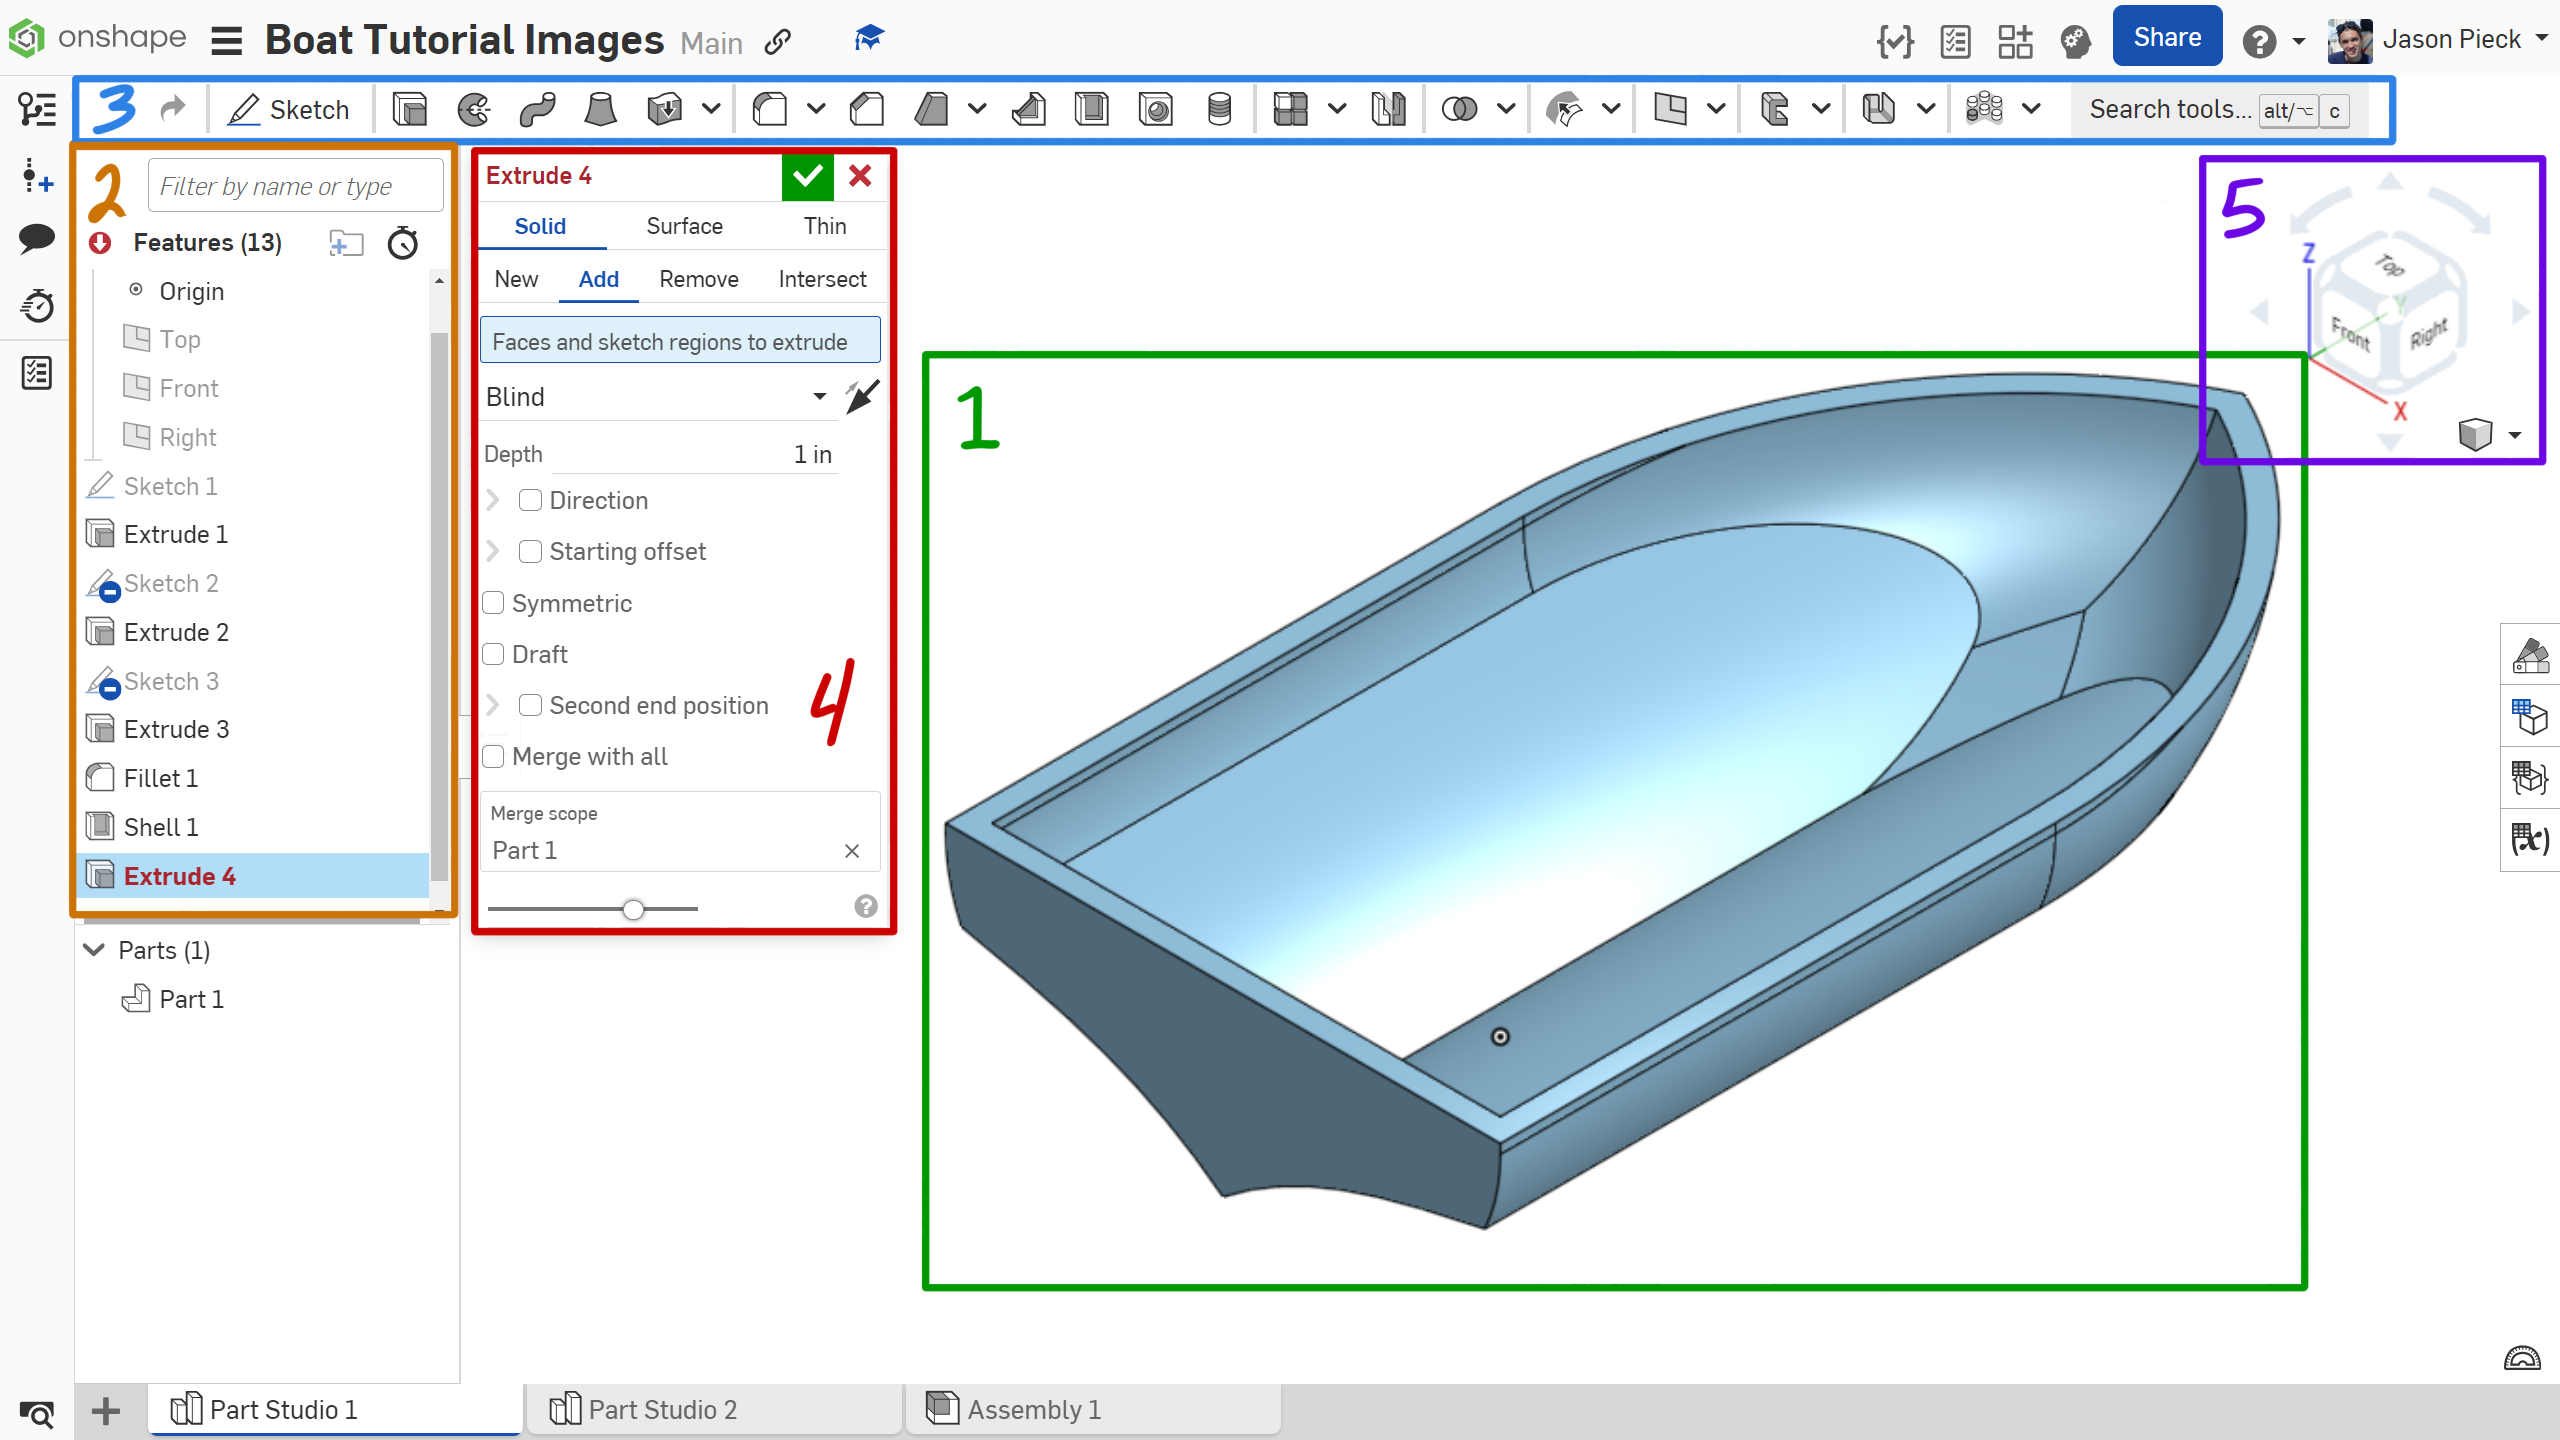 onshape
Boat Tutorial Images Main
Share
?
Jason Pieck
3
Sketch
Search tools... alt/⌥ c
2
Filter by name or type
Features (13)
Origin
Top
Front
Right
Sketch 1
Extrude 1
Sketch 2
Extrude 2
Sketch 3
Extrude 3
Fillet 1
Shell 1
Extrude 4
Parts (1)
Part 1
Extrude 4
Solid Surface Thin
New Add Remove Intersect
Faces and sketch regions to extrude
Blind
Depth 1 in
Direction
Starting offset
Symmetric
Draft
Second end position
4
Merge with all
Merge scope
Part 1
?
1
5
Z
Top
Y
Front Right
X
(x)
Part Studio 1
Part Studio 2
Assembly 1